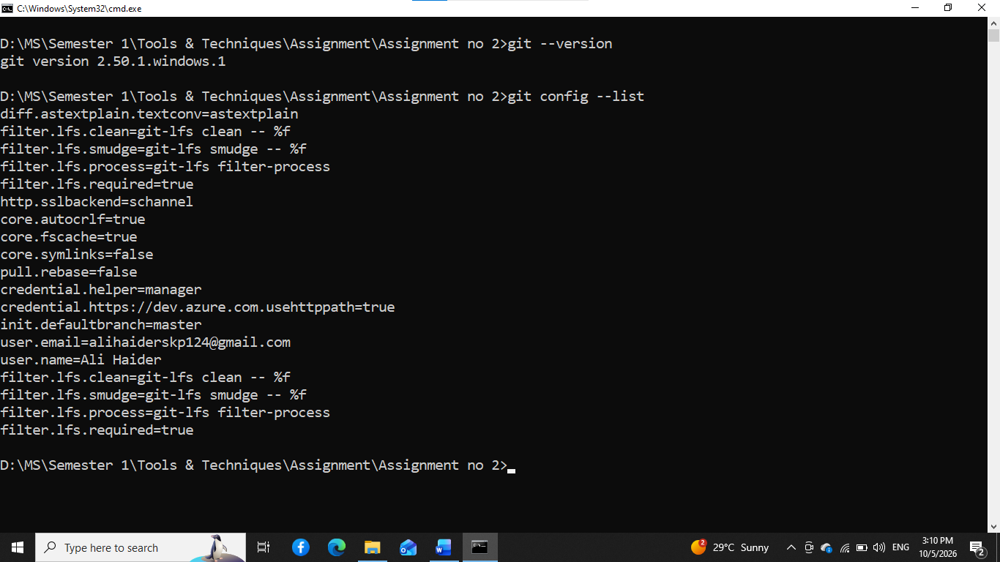 C:\Windows\System32\cmd.exe
D:\MS\Semester 1\Tools & Techniques\Assignment\Assignment no 2>git --version
git version 2.50.1.windows.1
D:\MS\Semester 1\Tools & Techniques\Assignment\Assignment no 2>git config --list
diff.astextplain.textconv=astextplain
filter.lfs.clean=git-lfs clean -- %f
filter.lfs.smudge=git-lfs smudge -- %f
filter.lfs.process=git-lfs filter-process
filter.lfs.required=true
http.sslbackend=schannel
core.autocrlf=true
core.fscache=true
core.symlinks=false
pull.rebase=false
credential.helper=manager
credential.https://dev.azure.com.usehttppath=true
init.defaultbranch=master
user.email=alihaiderskp124@gmail.com
user.name=Ali Haider
filter.lfs.clean=git-lfs clean -- %f
filter.lfs.smudge=git-lfs smudge -- %f
filter.lfs.process=git-lfs filter-process
filter.lfs.required=true
D:\MS\Semester 1\Tools & Techniques\Assignment\Assignment no 2>
Type here to search
2
29°C Sunny
ENG
3:10 PM
10/5/2026
2